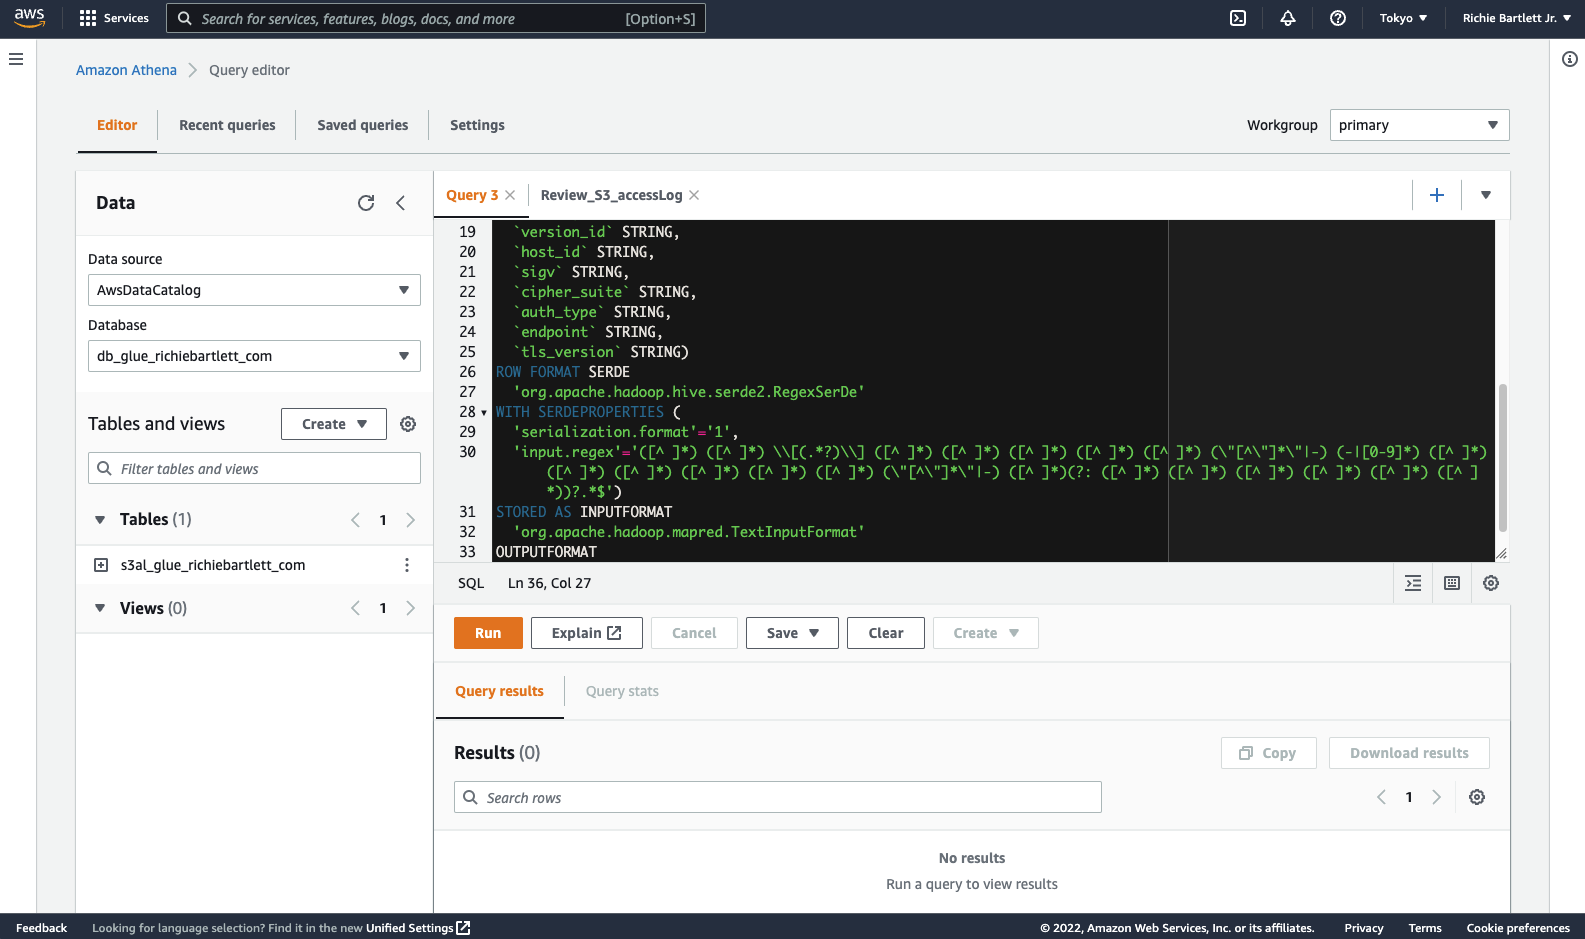 aws
Services
Search for services, features, blogs, docs, and more
[Option+S]
Tokyo
Richie Bartlett Jr.
Amazon Athena
Query editor
Editor
Recent queries
Saved queries
Settings
Workgroup
primary
Data
Data source
AwsDataCatalog
Database
db_glue_richiebartlett_com
Tables and views
Create
Filter tables and views
Tables (1)
1
s3al_glue_richiebartlett_com
Views (0)
1
Query 3
Review_S3_accessLog
19 `version_id` STRING,
20 `host_id` STRING,
21 `sigv` STRING,
22 `cipher_suite` STRING,
23 `auth_type` STRING,
24 `endpoint` STRING,
25 `tls_version` STRING)
26 ROW FORMAT SERDE
27 'org.apache.hadoop.hive.serde2.RegexSerDe'
28 WITH SERDEPROPERTIES (
29 'serialization.format'='1',
30 'input.regex'='([^ ]*) ([^ ]*) \\[(.*?)\\] ([^ ]*) ([^ ]*) ([^ ]*) ([^ ]*) ([^ ]*) (\"[^\"]*\"|-) (-|[0-9]*) ([^ ]*)
([^ ]*) ([^ ]*) ([^ ]*) ([^ ]*) ([^ ]*) (\"[^\"]*\"|-) ([^ ]*)(?: ([^ ]*) ([^ ]*) ([^ ]*) ([^ ]*) ([^ ]*) ([^ ]
*))?.*$')
31 STORED AS INPUTFORMAT
32 'org.apache.hadoop.mapred.TextInputFormat'
33 OUTPUTFORMAT
SQL
Ln 36, Col 27
Run
Explain
Cancel
Save
Clear
Create
Query results
Query stats
Results (0)
Copy
Download results
Search rows
1
No results
Run a query to view results
Feedback
Looking for language selection? Find it in the new Unified Settings
© 2022, Amazon Web Services, Inc. or its affiliates.
Privacy
Terms
Cookie preferences